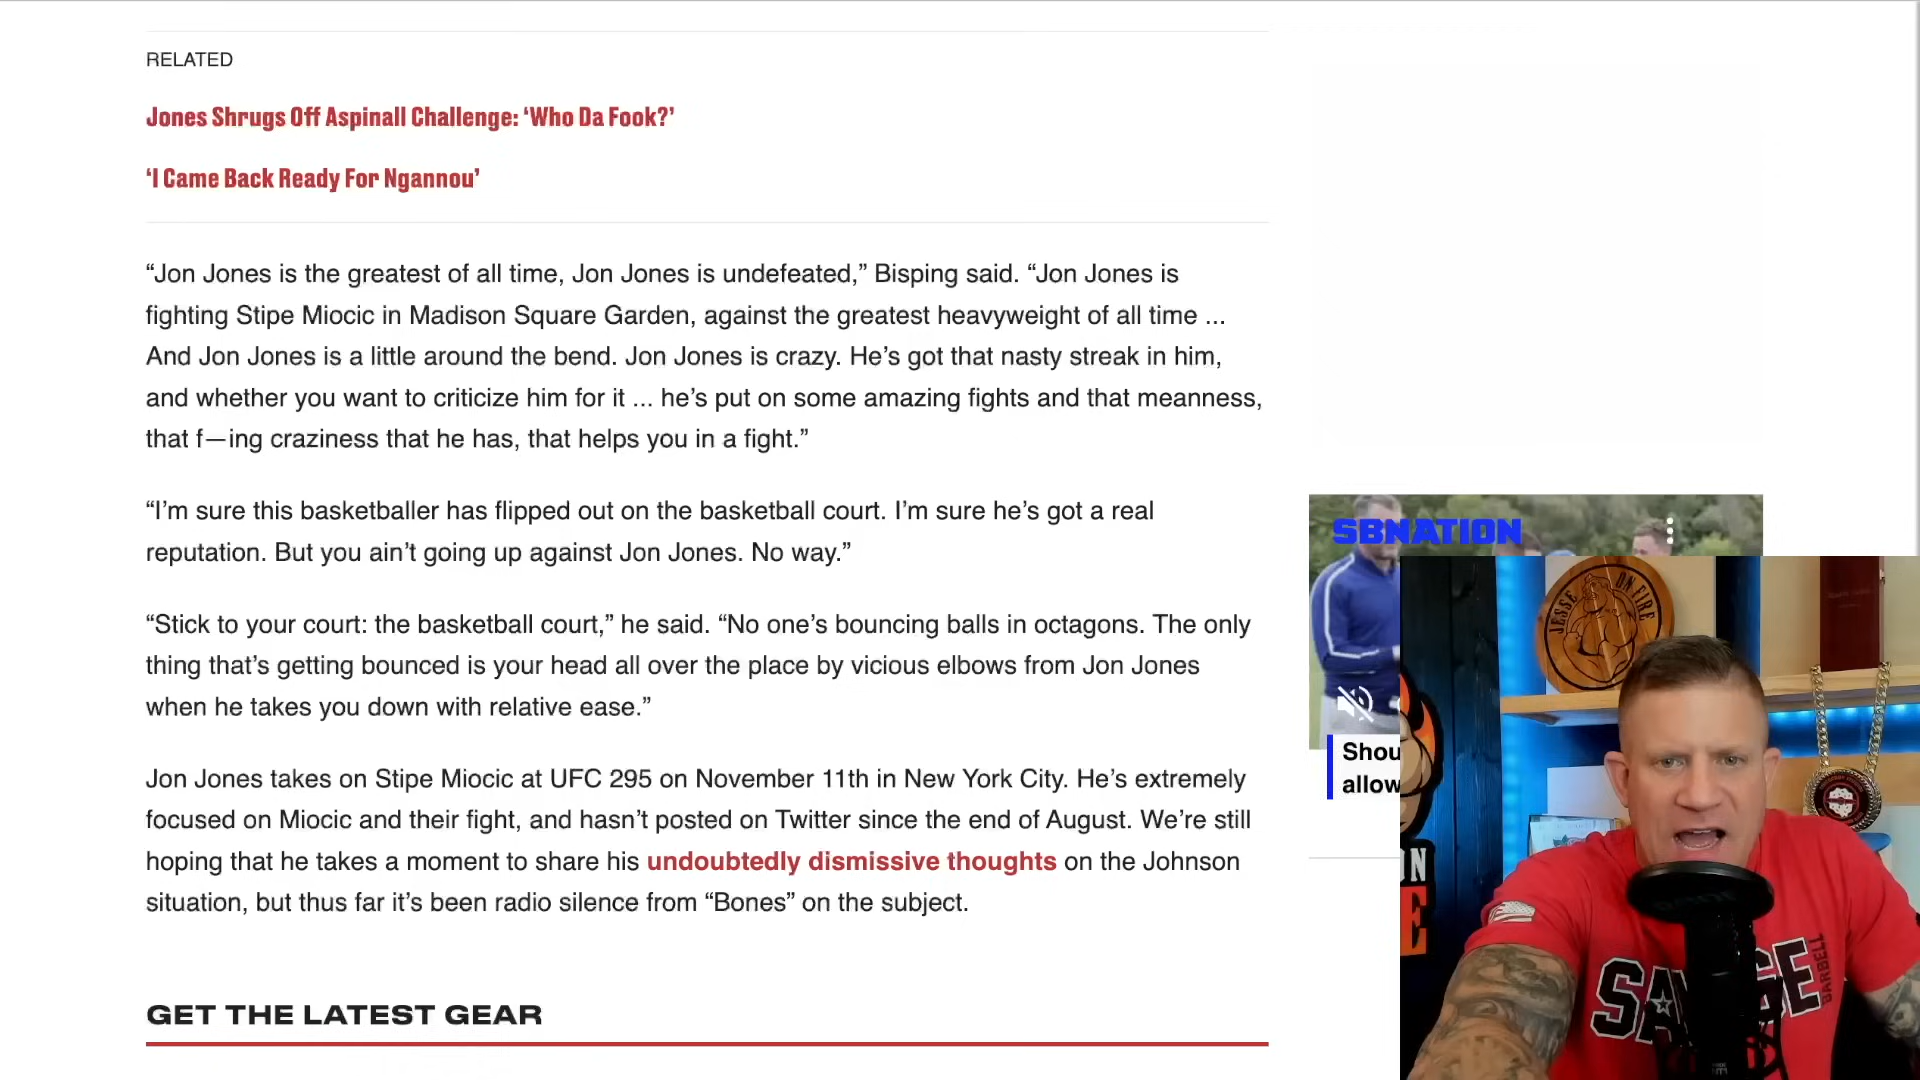 RELATED
Jones Shrugs Off Aspinall Challenge: ‘Who Da Fook?’
‘I Came Back Ready For Ngannou’
“Jon Jones is the greatest of all time, Jon Jones is undefeated,” Bisping said. “Jon Jones is
fighting Stipe Miocic in Madison Square Garden, against the greatest heavyweight of all time ...
And Jon Jones is a little around the bend. Jon Jones is crazy. He’s got that nasty streak in him,
and whether you want to criticize him for it ... he’s put on some amazing fights and that meanness,
that f—ing craziness that he has, that helps you in a fight.”
“I’m sure this basketballer has flipped out on the basketball court. I’m sure he’s got a real
reputation. But you ain’t going up against Jon Jones. No way.”
“Stick to your court: the basketball court,” he said. “No one’s bouncing balls in octagons. The only
thing that’s getting bounced is your head all over the place by vicious elbows from Jon Jones
when he takes you down with relative ease.”
Jon Jones takes on Stipe Miocic at UFC 295 on November 11th in New York City. He’s extremely
focused on Miocic and their fight, and hasn’t posted on Twitter since the end of August. We’re still
hoping that he takes a moment to share his undoubtedly dismissive thoughts on the Johnson
situation, but thus far it’s been radio silence from “Bones” on the subject.
GET THE LATEST GEAR
SBNATION
Shou
allow
JESSE ON FIRE
ON
BARBELL